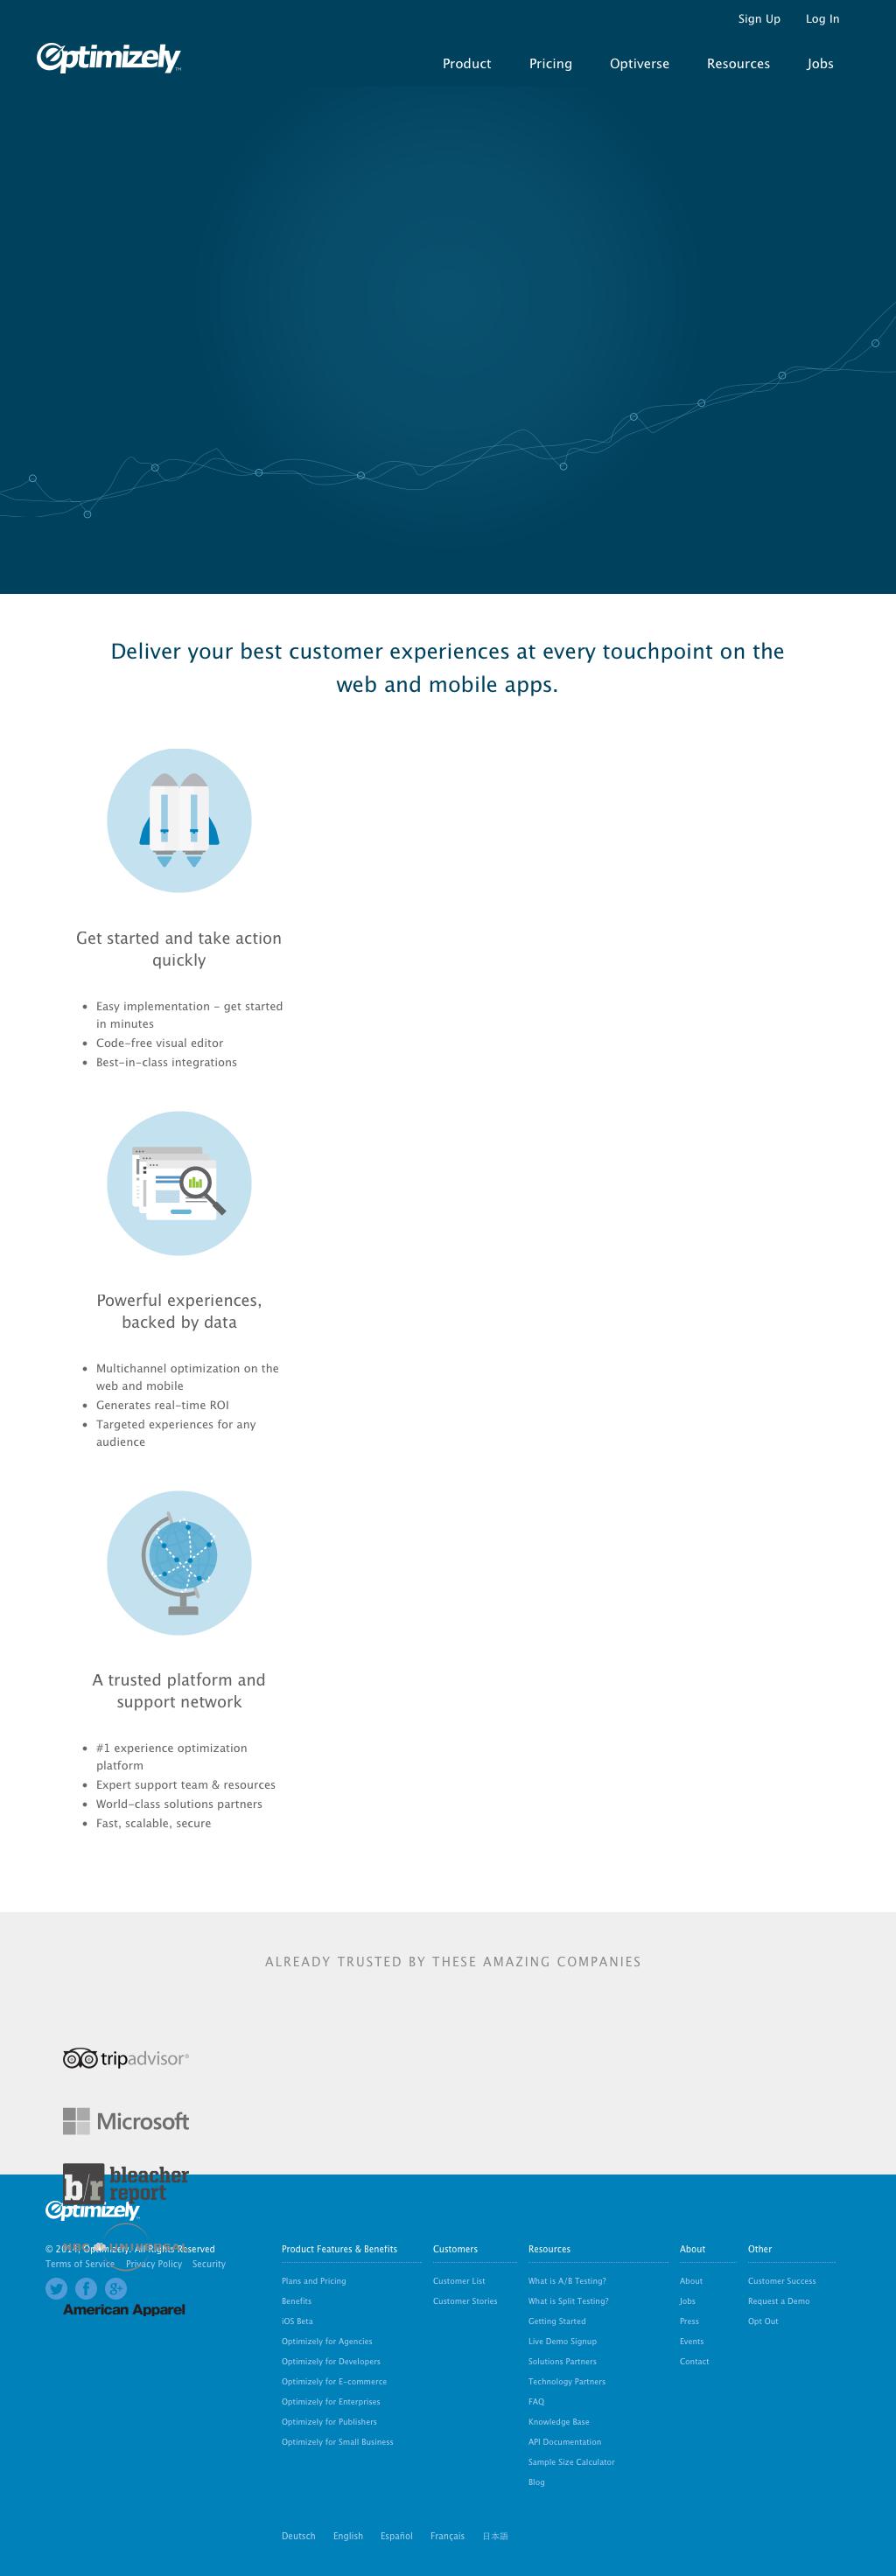 Sign Up Log In
Optimizely
Product Pricing Optiverse Resources Jobs
Deliver your best customer experiences at every touchpoint on the
web and mobile apps.
Get started and take action
quickly
• Easy implementation - get started
in minutes
• Code-free visual editor
• Best-in-class integrations
Powerful experiences,
backed by data
• Multichannel optimization on the
web and mobile
• Generates real-time ROI
• Targeted experiences for any
audience
A trusted platform and
support network
• #1 experience optimization
platform
• Expert support team & resources
• World-class solutions partners
• Fast, scalable, secure
ALREADY TRUSTED BY THESE AMAZING COMPANIES
tripadvisor®
Microsoft
b/r bleacher
report
Optimizely
© 2014, Optimizely. All Rights Reserved
Terms of Service Privacy Policy Security
American Apparel
Product Features & Benefits
Plans and Pricing
Benefits
iOS Beta
Optimizely for Agencies
Optimizely for Developers
Optimizely for E-commerce
Optimizely for Enterprises
Optimizely for Publishers
Optimizely for Small Business
Customers
Customer List
Customer Stories
Resources
What is A/B Testing?
What is Split Testing?
Getting Started
Live Demo Signup
Solutions Partners
Technology Partners
FAQ
Knowledge Base
API Documentation
Sample Size Calculator
Blog
About
About
Jobs
Press
Events
Contact
Other
Customer Success
Request a Demo
Opt Out
Deutsch English Español Français 日本語